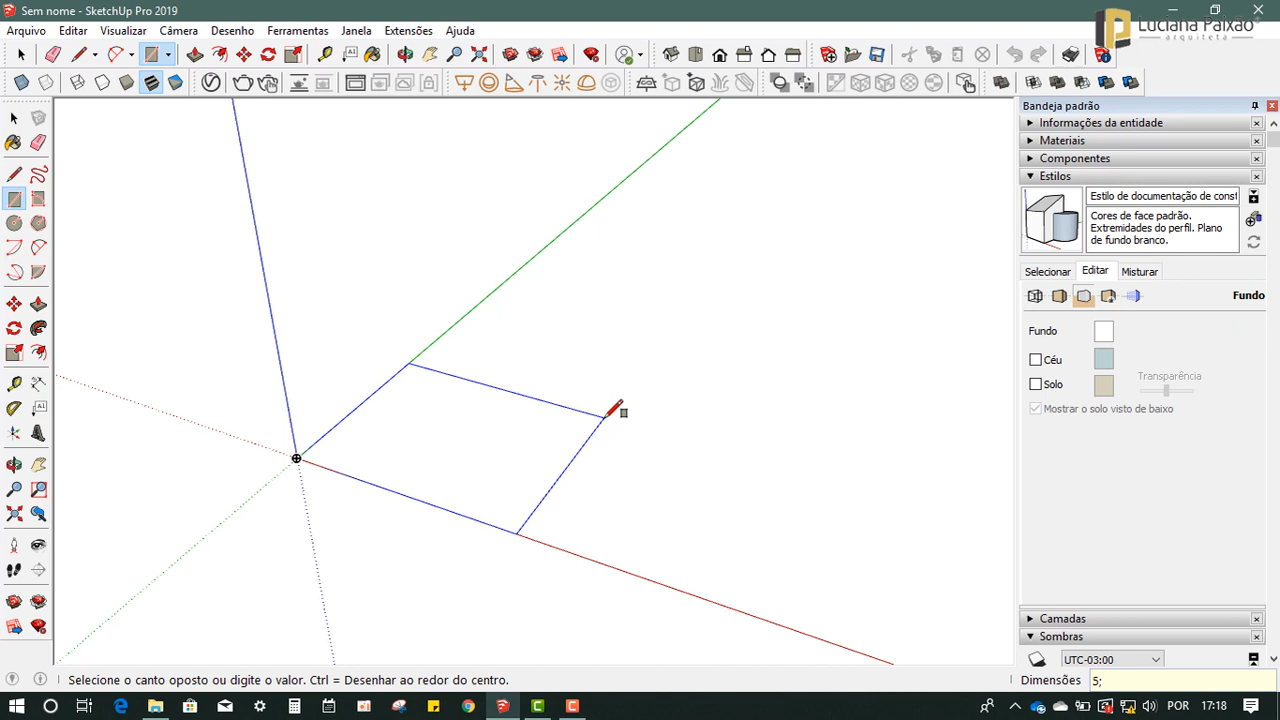 Sem nome - SketchUp Pro 2019
Luciana Paixão
arquiteta
Arquivo Editar Visualizar Câmera Desenho Ferramentas Janela Extensões Ajuda
Bandeja padrão
Informações da entidade
Materiais
Componentes
Estilos
Estilo de documentação de const
Cores de face padrão.
Extremidades do perfil. Plano
de fundo branco.
Selecionar Editar Misturar
Fundo
Fundo
Céu
Solo Transparência
Mostrar o solo visto de baixo
Camadas
Sombras
UTC-03:00
Selecione o canto oposto ou digite o valor. Ctrl = Desenhar ao redor do centro.
Dimensões 5;
POR 17:18